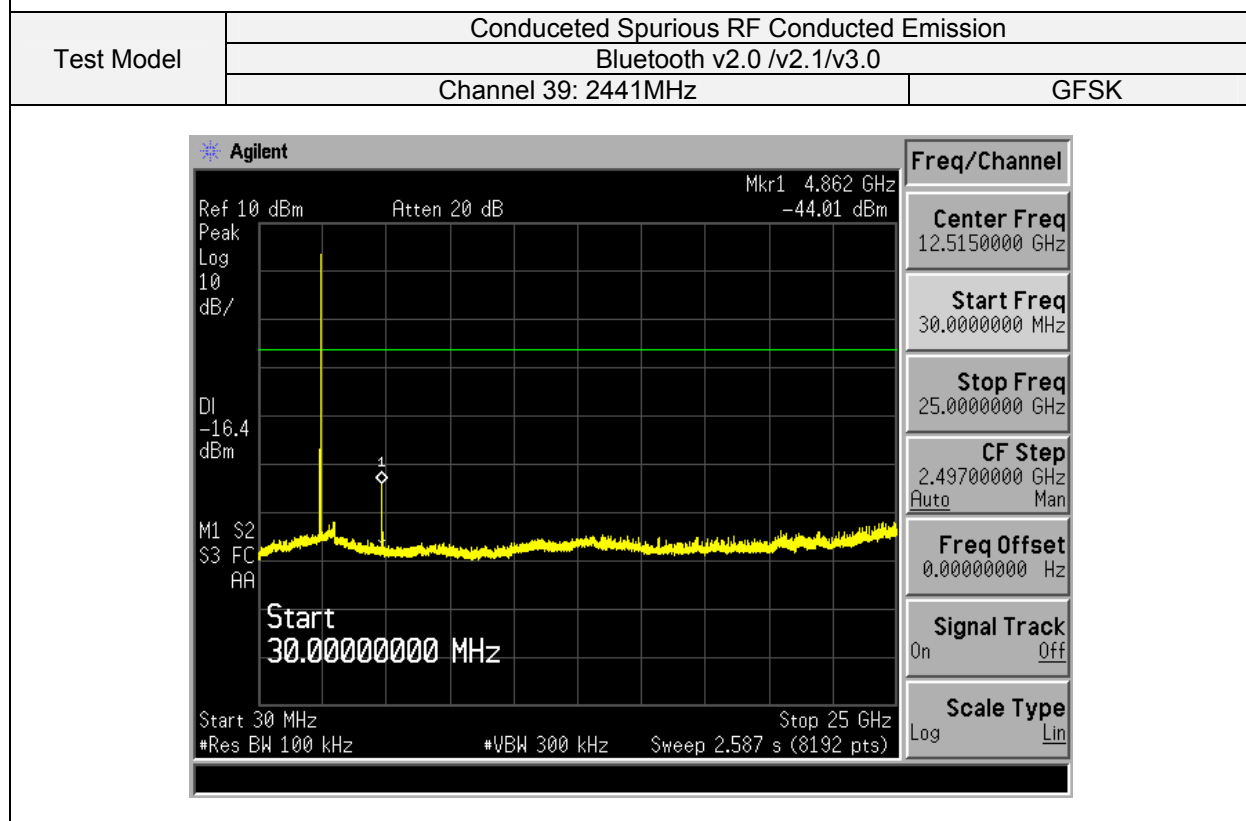 Test Model
Conduceted Spurious RF Conducted Emission
Bluetooth v2.0 /v2.1/v3.0
Channel 39: 2441MHz GFSK
Agilent
Mkr1 4.862 GHz
Ref 10 dBm Atten 20 dB -44.01 dBm
Peak
Log
10
dB/
DI
-16.4
dBm
1
M1 S2
S3 FC
AA
Start
30.00000000 MHz
Start 30 MHz Stop 25 GHz
#Res BW 100 kHz #VBW 300 kHz Sweep 2.587 s (8192 pts)
Freq/Channel
Center Freq
12.5150000 GHz
Start Freq
30.0000000 MHz
Stop Freq
25.0000000 GHz
CF Step
2.49700000 GHz
Auto Man
Freq Offset
0.00000000 Hz
Signal Track
On Off
Scale Type
Log Lin